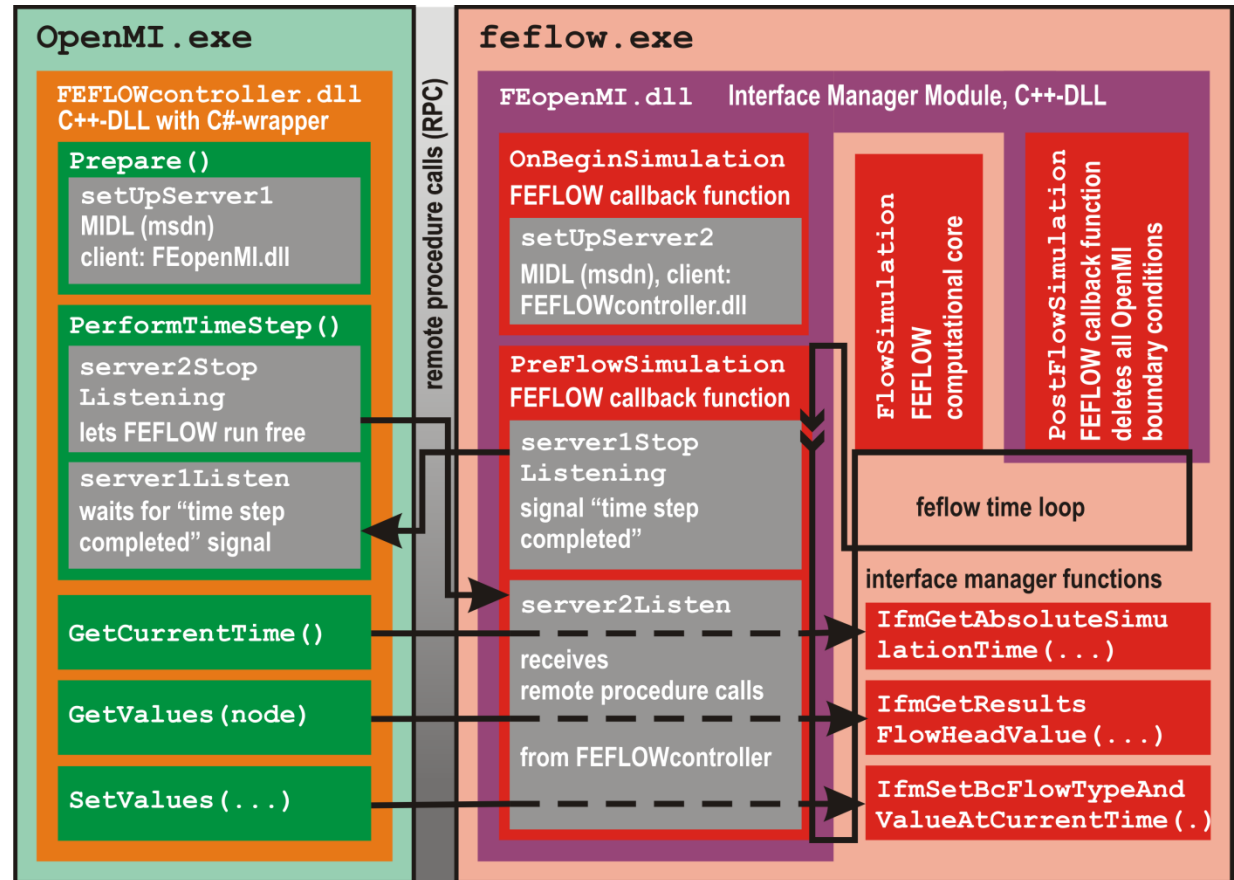 OpenMI.exe
FEFLOWcontroller.dll
C++-DLL with C#-wrapper
Prepare()
setUpServer1
MIDL (msdn)
client: FEopenMI.dll
PerformTimeStep()
server2Stop
Listening
lets FEFLOW run free
server1Listen
waits for “time step
completed” signal
GetCurrentTime()
GetValues(node)
SetValues(...)
remote procedure calls (RPC)
feflow.exe
FEopenMI.dll Interface Manager Module, C++-DLL
OnBeginSimulation
FEFLOW callback function
setUpServer2
MIDL (msdn), client:
FEFLOWcontroller.dll
PreFlowSimulation
FEFLOW callback function
server1Stop
Listening
signal “time step
completed”
server2Listen
receives
remote procedure calls
from FEFLOWcontroller
FlowSimulation
FEFLOW
computational core
PostFlowSimulation
FEFLOW callback function
deletes all OpenMI
boundary conditions
feflow time loop
interface manager functions
IfmGetAbsoluteSimu
lationTime(...)
IfmGetResults
FlowHeadValue(...)
IfmSetBcFlowTypeAnd
ValueAtCurrentTime(.)